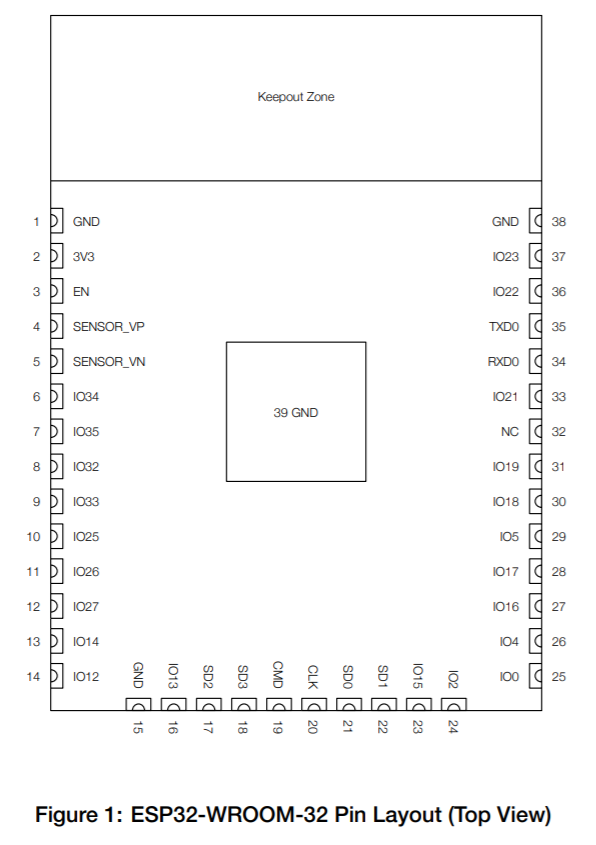 Keepout Zone
1 GND
2 3V3
3 EN
4 SENSOR_VP
5 SENSOR_VN
6 IO34
7 IO35
8 IO32
9 IO33
10 IO25
11 IO26
12 IO27
13 IO14
14 IO12
39 GND
GND 38
IO23 37
IO22 36
TXD0 35
RXD0 34
IO21 33
NC 32
IO19 31
IO18 30
IO5 29
IO17 28
IO16 27
IO4 26
IO0 25
GND 15
IO13 16
SD2 17
SD3 18
CMD 19
CLK 20
SD0 21
SD1 22
IO15 23
IO2 24
Figure 1: ESP32-WROOM-32 Pin Layout (Top View)